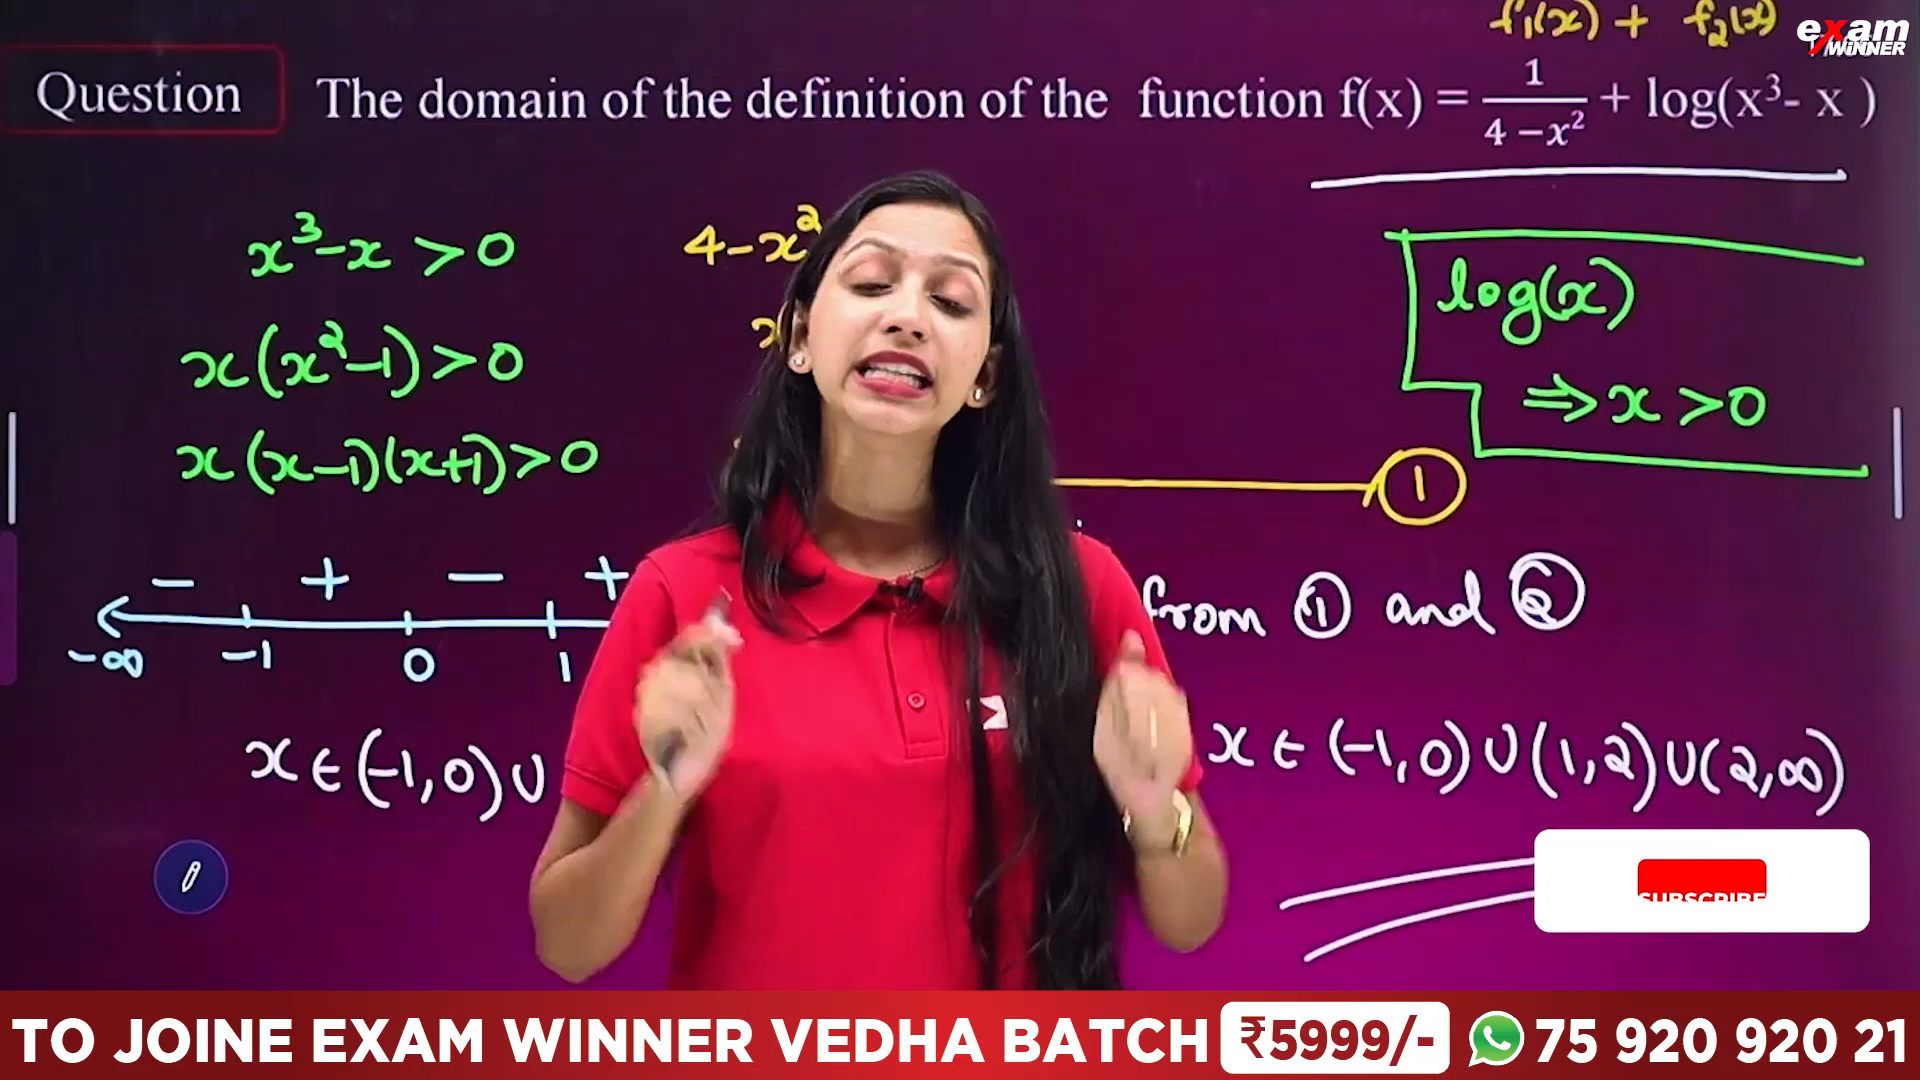 f₁(x) + f₂(x)
exam WINNER
Question The domain of the definition of the function f(x) = 1/(4 −x²) + log(x³- x )
x³-x > 0
4-x²
log(x)
x(x²-1) > 0
⇒ x > 0
x(x-1)(x+1) > 0
①
- + - +
-∞ -1 0 1
from ① and ②
x ∈ (-1,0) ∪
x ∈ (-1,0) ∪ (1,2) ∪ (2,∞)
SUBSCRIBE
TO JOINE EXAM WINNER VEDHA BATCH ₹5999/- 75 920 920 21